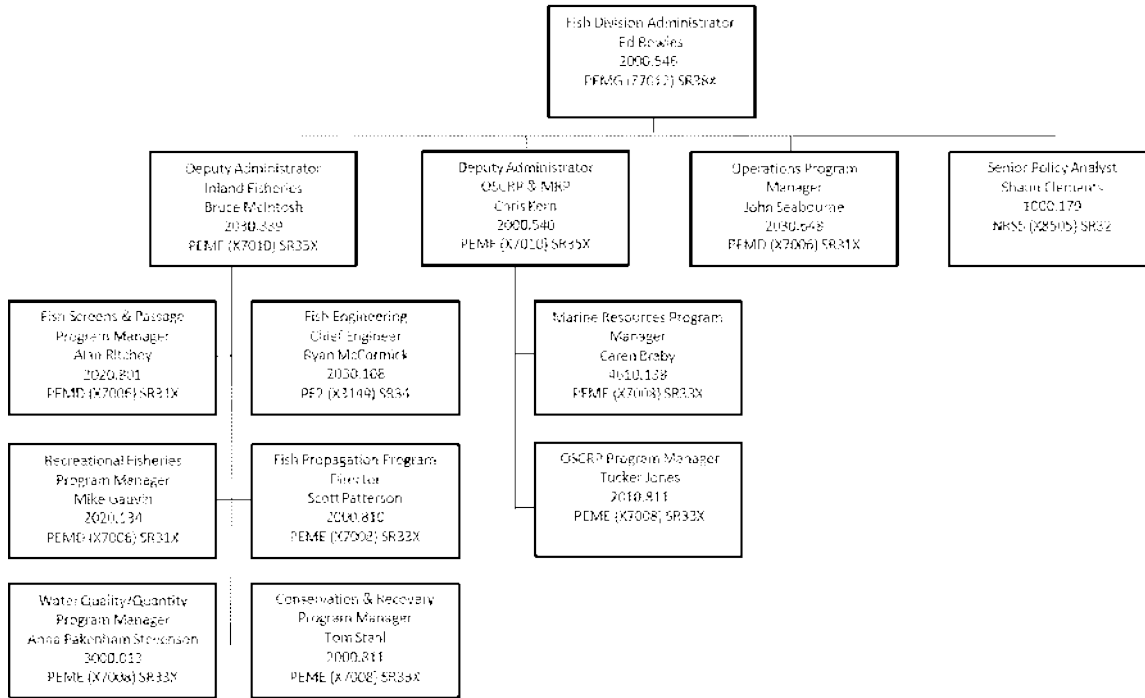 Fish Division Administrator
Ed Bowles
2000.546
PEMG (Z7012) SR38X
Deputy Administrator
Inland Fisheries
Bruce McIntosh
2030.339
PEMF (X7010) SR35X
Deputy Administrator
OSCRP & MRP
Chris Kern
2000.540
PEMF (X7010) SR35X
Operations Program
Manager
John Seabourne
2030.648
PEMD (X7006) SR31X
Senior Policy Analyst
Shaun Clements
1000.179
NRS5 (X8505) SR32
Fish Screens & Passage
Program Manager
Alan Ritchey
2020.801
PEMD (X7006) SR31X
Fish Engineering
Chief Engineer
Ryan McCormick
2030.168
PE2 (X3149) SR34
Marine Resources Program
Manager
Caren Braby
4010.138
PEME (X7008) SR33X
Recreational Fisheries
Program Manager
Mike Gauvin
2020.134
PEMD (X7006) SR31X
Fish Propagation Program
Director
Scott Patterson
2000.810
PEME (X7008) SR33X
OSCRP Program Manager
Tucker Jones
2010.811
PEME (X7008) SR33X
Water Quality/Quantity
Program Manager
Anna Pakenham Stevenson
3000.013
PEME (X7008) SR33X
Conservation & Recovery
Program Manager
Tom Stahl
2000.811
PEME (X7008) SR33X